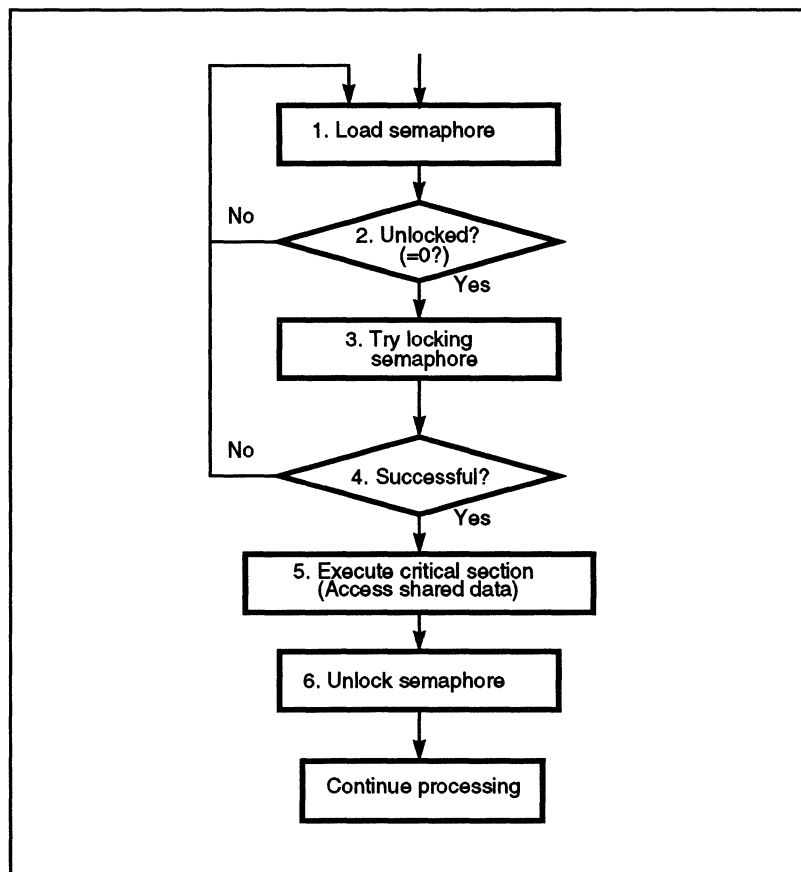 1. Load semaphore
No
2. Unlocked?
(=0?)
Yes
3. Try locking
semaphore
No
4. Successful?
Yes
5. Execute critical section
(Access shared data)
6. Unlock semaphore
Continue processing